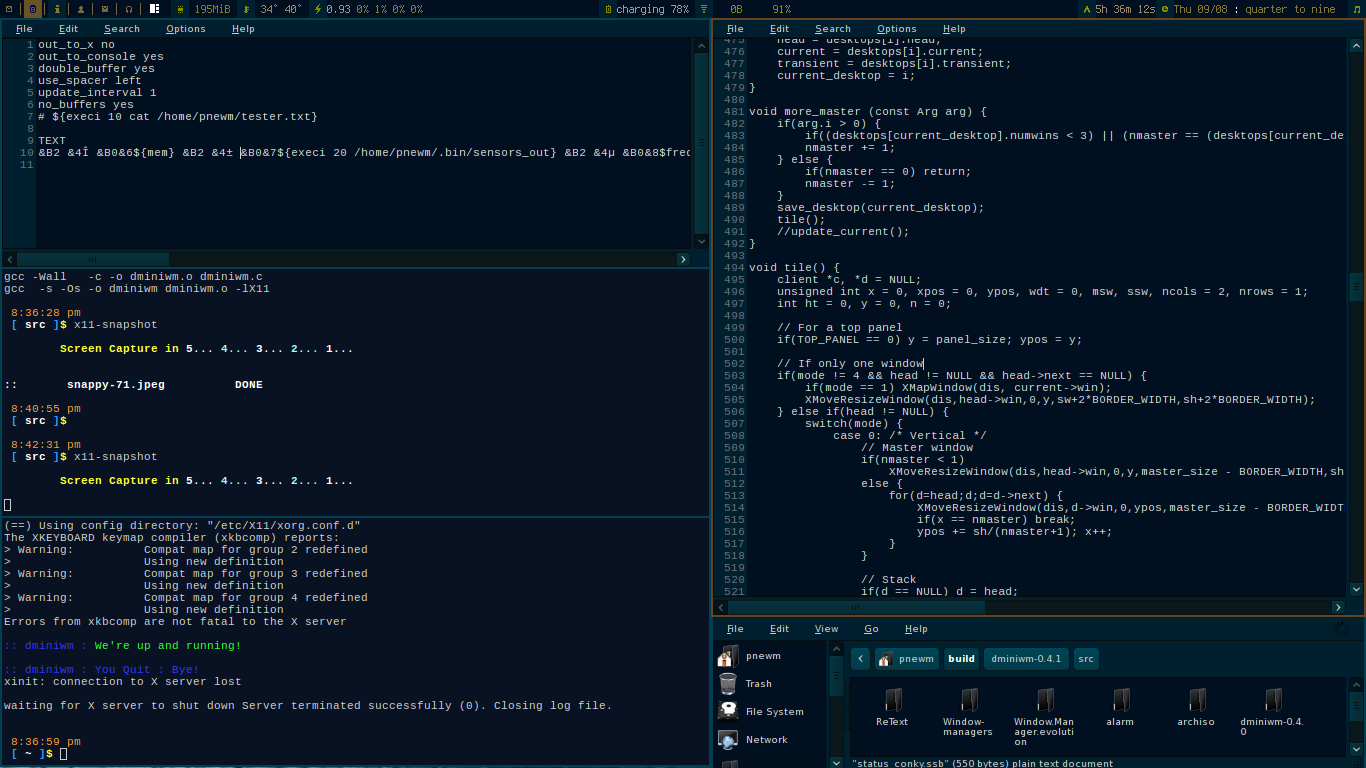 195MiB
34° 40°
0.93 0% 1% 0% 0%
charging 78%
0B
91%
5h 36m 12s
Thu 09/08 : quarter to nine
File Edit Search Options Help
1 out_to_x no
2 out_to_console yes
3 double_buffer yes
4 use_spacer left
5 update_interval 1
6 no_buffers yes
7 # ${execi 10 cat /home/pnewm/tester.txt}
8
9 TEXT
10 &B2 &4Î &B0&6${mem} &B2 &4± &B0&7${execi 20 /home/pnewm/.bin/sensors_out} &B2 &4µ &B0&8$freq
11
gcc -Wall   -c -o dminiwm.o dminiwm.c
gcc  -s -Os -o dminiwm dminiwm.o -lX11
8:36:28 pm
[ src ]$ x11-snapshot
Screen Capture in 5... 4... 3... 2... 1...
::       snappy-71.jpeg          DONE
8:40:55 pm
[ src ]$
8:42:31 pm
[ src ]$ x11-snapshot
Screen Capture in 5... 4... 3... 2... 1...
(==) Using config directory: "/etc/X11/xorg.conf.d"
The XKEYBOARD keymap compiler (xkbcomp) reports:
> Warning:          Compat map for group 2 redefined
>                   Using new definition
> Warning:          Compat map for group 3 redefined
>                   Using new definition
> Warning:          Compat map for group 4 redefined
>                   Using new definition
Errors from xkbcomp are not fatal to the X server
:: dminiwm : We're up and running!
:: dminiwm : You Quit : Bye!
xinit: connection to X server lost
waiting for X server to shut down Server terminated successfully (0). Closing log file.
8:36:59 pm
[ ~ ]$
File Edit Search Options Help
475     head = desktops[i].head;
476     current = desktops[i].current;
477     transient = desktops[i].transient;
478     current_desktop = i;
479 }
480
481 void more_master (const Arg arg) {
482     if(arg.i > 0) {
483         if((desktops[current_desktop].numwins < 3) || (nmaster == (desktops[current_de
484         nmaster += 1;
485     } else {
486         if(nmaster == 0) return;
487         nmaster -= 1;
488     }
489     save_desktop(current_desktop);
490     tile();
491     //update_current();
492 }
493
494 void tile() {
495     client *c, *d = NULL;
496     unsigned int x = 0, xpos = 0, ypos, wdt = 0, msw, ssw, ncols = 2, nrows = 1;
497     int ht = 0, y = 0, n = 0;
498
499     // For a top panel
500     if(TOP_PANEL == 0) y = panel_size; ypos = y;
501
502     // If only one window
503     if(mode != 4 && head != NULL && head->next == NULL) {
504         if(mode == 1) XMapWindow(dis, current->win);
505         XMoveResizeWindow(dis,head->win,0,y,sw+2*BORDER_WIDTH,sh+2*BORDER_WIDTH);
506     } else if(head != NULL) {
507         switch(mode) {
508             case 0: /* Vertical */
509                 // Master window
510                 if(nmaster < 1)
511                     XMoveResizeWindow(dis,head->win,0,y,master_size - BORDER_WIDTH,sh
512                 else {
513                     for(d=head;d;d=d->next) {
514                         XMoveResizeWindow(dis,d->win,0,ypos,master_size - BORDER_WIDT
515                         if(x == nmaster) break;
516                         ypos += sh/(nmaster+1); x++;
517                     }
518                 }
519
520                 // Stack
521                 if(d == NULL) d = head;
File Edit View Go Help
pnewm
Trash
File System
Network
pnewm build dminiwm-0.4.1 src
ReText
Window-
managers
Window.Man
ager.evoluti
on
alarm
archiso
dminiwm-0.4.
0
"status_conky.ssb" (550 bytes) plain text document